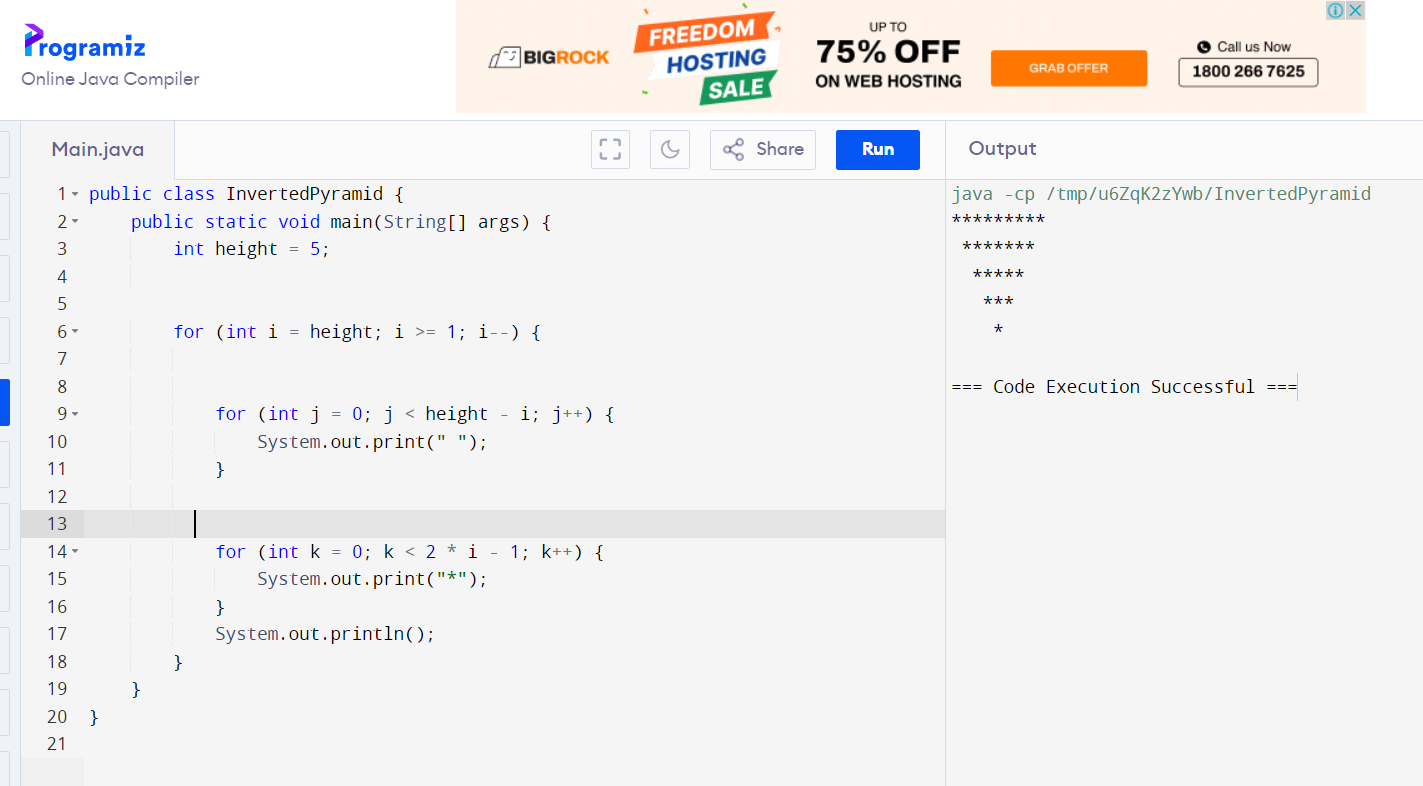 Programiz
Online Java Compiler
BIGROCK
FREEDOM
HOSTING
SALE
UP TO
75% OFF
ON WEB HOSTING
GRAB OFFER
Call us Now
1800 266 7625
Main.java
Share
Run
Output
1 public class InvertedPyramid {
2     public static void main(String[] args) {
3         int height = 5;
4
5
6         for (int i = height; i >= 1; i--) {
7
8
9             for (int j = 0; j < height - i; j++) {
10                 System.out.print(" ");
11             }
12
13
14             for (int k = 0; k < 2 * i - 1; k++) {
15                 System.out.print("*");
16             }
17             System.out.println();
18         }
19     }
20 }
21
java -cp /tmp/u6ZqK2zYwb/InvertedPyramid
*********
 *******
  *****
   ***
    *
=== Code Execution Successful ===